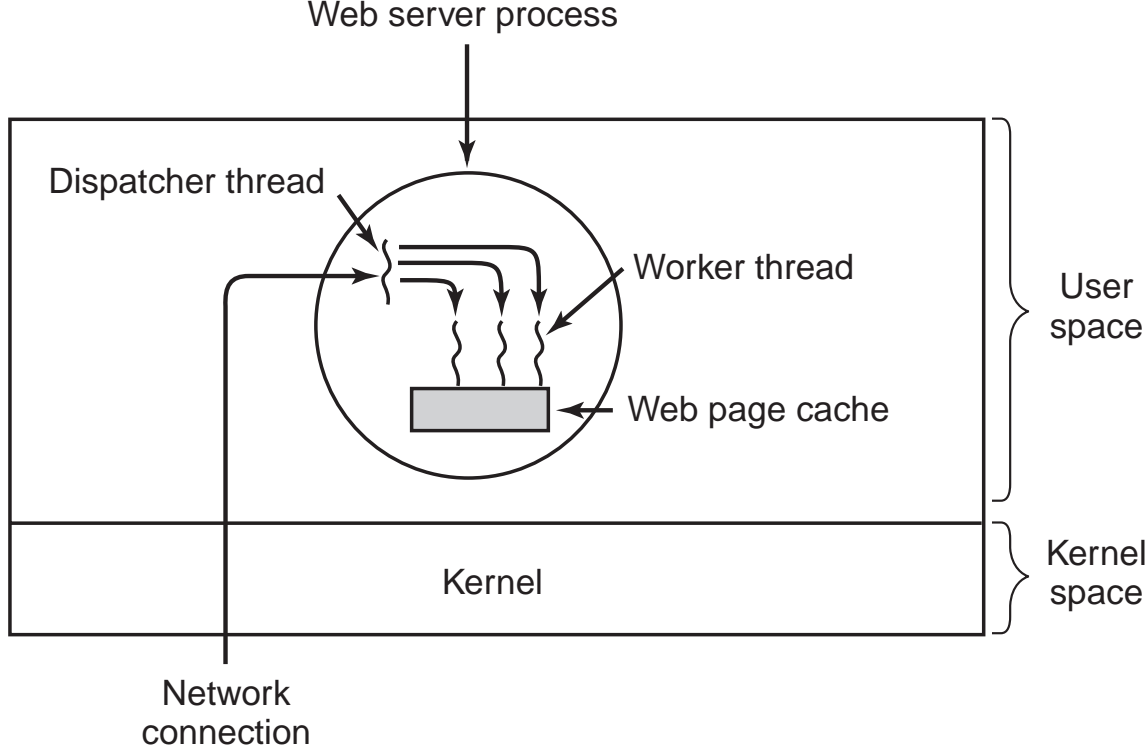 Web server process
Dispatcher thread
Worker thread
User
space
Web page cache
Kernel
Kernel
space
Network
connection